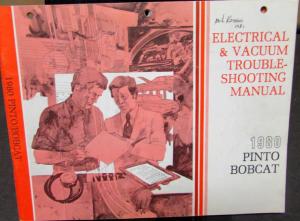 ELECTRICAL
& VACUUM
TROUBLE-
SHOOTING
MANUAL
1980
PINTO
BOBCAT
1980 PINTO/BOBCAT